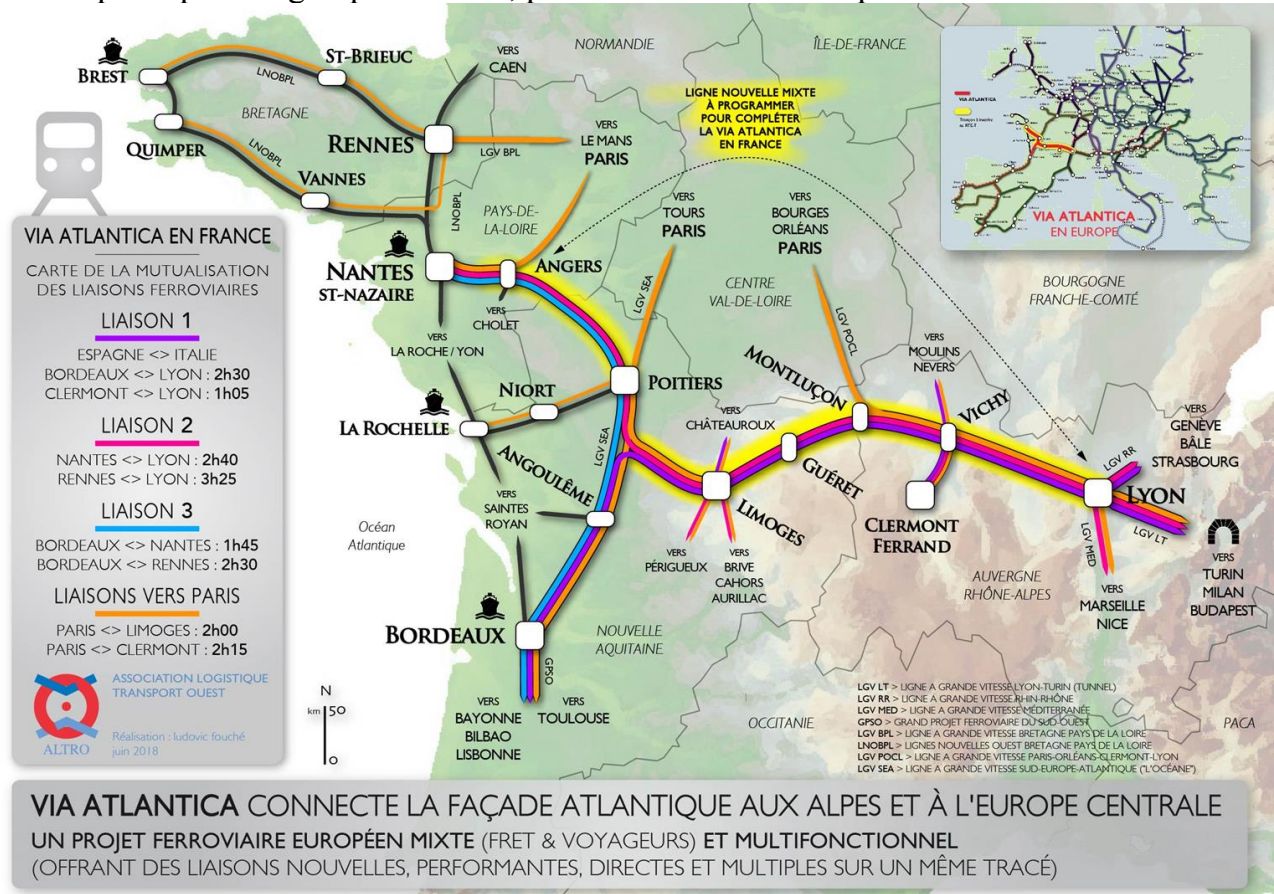 BREST
ST-BRIEUC
LNOBPL
BRETAGNE
QUIMPER
LNOBPL
VANNES
RENNES
VERS
CAEN
NORMANDIE
ÎLE-DE-FRANCE
LGV BPL
VERS
LE MANS
PARIS
LNOBPL
PAYS-DE-
LA-LOIRE
LIGNE NOUVELLE MIXTE
À PROGRAMMER
POUR COMPLÉTER
LA VIA ATLANTICA
EN FRANCE
VIA ATLANTICA
VIA ATLANTICA
EN EUROPE
VIA ATLANTICA EN FRANCE
CARTE DE LA MUTUALISATION
DES LIAISONS FERROVIAIRES
LIAISON 1
ESPAGNE <> ITALIE
BORDEAUX <> LYON : 2h30
CLERMONT <> LYON : 1h05
LIAISON 2
NANTES <> LYON : 2h40
RENNES <> LYON : 3h25
LIAISON 3
BORDEAUX <> NANTES : 1h45
BORDEAUX <> RENNES : 2h30
LIAISONS VERS PARIS
PARIS <> LIMOGES : 2h00
PARIS <> CLERMONT : 2h15
ALTRO
ASSOCIATION LOGISTIQUE
TRANSPORT OUEST
Réalisation : ludovic fouché
juin 2018
NANTES
ST-NAZAIRE
ANGERS
VERS
CHOLET
VERS
LA ROCHE / YON
VERS
TOURS
PARIS
LGV SEA
VERS
BOURGES
ORLÉANS
PARIS
CENTRE
VAL-DE-LOIRE
LGV POCL
BOURGOGNE
FRANCHE-COMTÉ
NIORT
POITIERS
LA ROCHELLE
LGV SEA
ANGOULÊME
VERS
SAINTES
ROYAN
Océan
Atlantique
VERS
CHÂTEAUROUX
LIMOGES
VERS
PÉRIGUEUX
VERS
BRIVE
CAHORS
AURILLAC
GUÉRET
MONTLUÇON
VERS
MOULINS
NEVERS
VICHY
CLERMONT
FERRAND
AUVERGNE
RHÔNE-ALPES
LGV RR
VERS
GENÈVE
BÂLE
STRASBOURG
LYON
LGV LT
LGV MED
VERS
MARSEILLE
NICE
VERS
TURIN
MILAN
BUDAPEST
BORDEAUX
NOUVELLE
AQUITAINE
GPSO
VERS
BAYONNE
BILBAO
LISBONNE
VERS
TOULOUSE
N
km
50
0
OCCITANIE
PACA
LGV LT > LIGNE A GRANDE VITESSE LYON-TURIN (TUNNEL)
LGV RR > LIGNE A GRANDE VITESSE RHIN-RHÔNE
LGV MED > LIGNE A GRANDE VITESSE MÉDITERRANÉE
GPSO > GRAND PROJET FERROVIAIRE DU SUD-OUEST
LGV BPL > LIGNE A GRANDE VITESSE BRETAGNE PAYS DE LA LOIRE
LNOBPL > LIGNES NOUVELLES OUEST BRETAGNE PAYS DE LA LOIRE
LGV POCL > LIGNE A GRANDE VITESSE PARIS-ORLÉANS-CLERMONT-LYON
LGV SEA > LIGNE A GRANDE VITESSE SUD-EUROPE-ATLANTIQUE ("L'OCÉANE")
VIA ATLANTICA CONNECTE LA FAÇADE ATLANTIQUE AUX ALPES ET À L'EUROPE CENTRALE
UN PROJET FERROVIAIRE EUROPÉEN MIXTE (FRET & VOYAGEURS) ET MULTIFONCTIONNEL
(OFFRANT DES LIAISONS NOUVELLES, PERFORMANTES, DIRECTES ET MULTIPLES SUR UN MÊME TRACÉ)